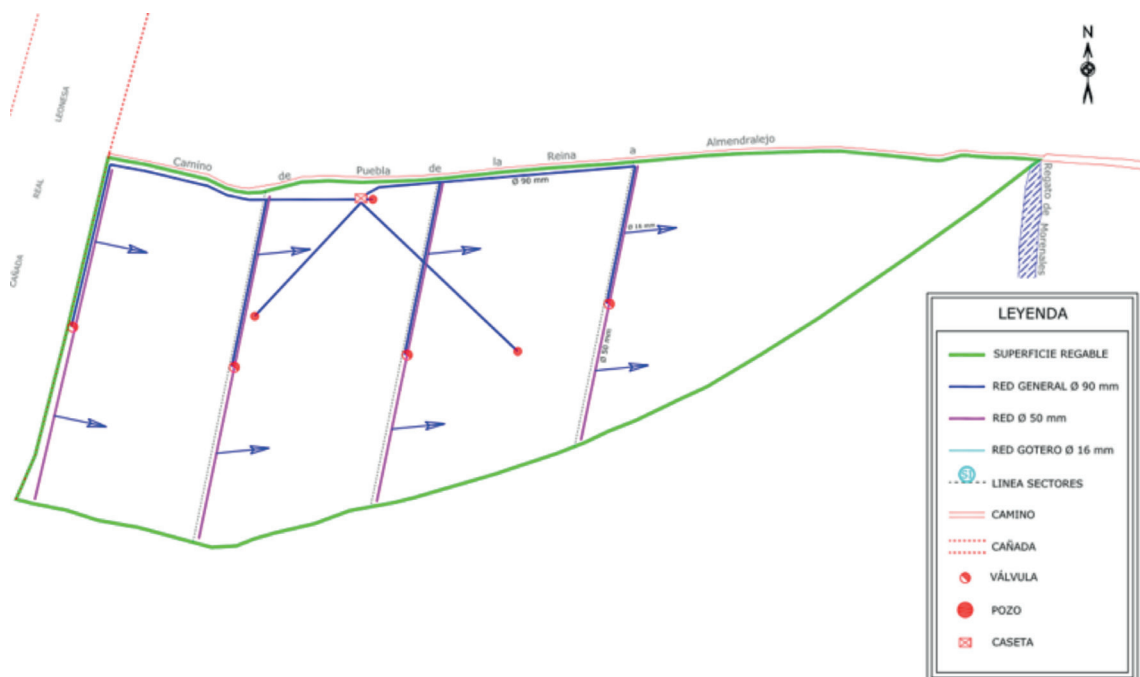 N
LEONESA
REAL
CAÑADA
Camino de Puebla de la Reina a Almendralejo
Ø 90 mm
Ø 16 mm
Ø 50 mm
Regato de Morenales
LEYENDA
SUPERFICIE REGABLE
RED GENERAL Ø 90 mm
RED Ø 50 mm
RED GOTERO Ø 16 mm
S1
LINEA SECTORES
CAMINO
CAÑADA
VÁLVULA
POZO
CASETA